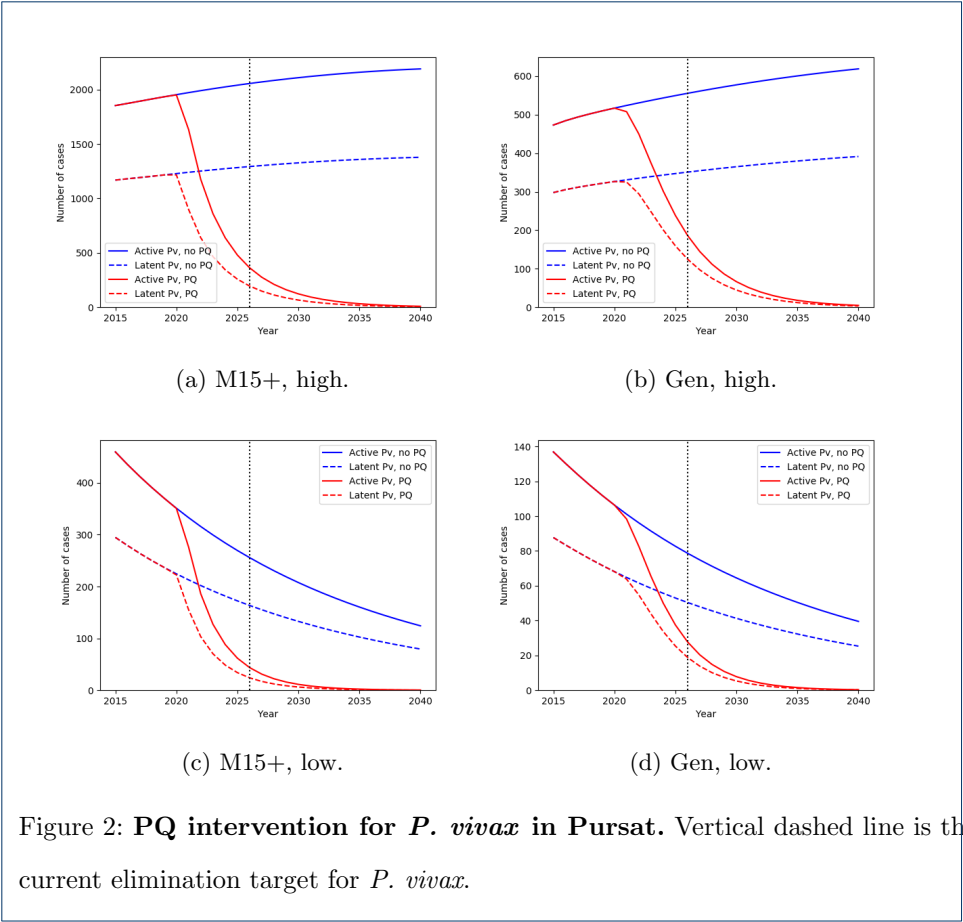 2000
1500
1000
500
0
Number of cases
Active Pv, no PQ
Latent Pv, no PQ
Active Pv, PQ
Latent Pv, PQ
2015 2020 2025 2030 2035 2040
Year
(a) M15+, high.
600
500
400
300
200
100
0
Number of cases
Active Pv, no PQ
Latent Pv, no PQ
Active Pv, PQ
Latent Pv, PQ
2015 2020 2025 2030 2035 2040
Year
(b) Gen, high.
400
300
200
100
0
Number of cases
Active Pv, no PQ
Latent Pv, no PQ
Active Pv, PQ
Latent Pv, PQ
2015 2020 2025 2030 2035 2040
Year
(c) M15+, low.
140
120
100
80
60
40
20
0
Number of cases
Active Pv, no PQ
Latent Pv, no PQ
Active Pv, PQ
Latent Pv, PQ
2015 2020 2025 2030 2035 2040
Year
(d) Gen, low.
Figure 2: PQ intervention for P. vivax in Pursat. Vertical dashed line is th
current elimination target for P. vivax.